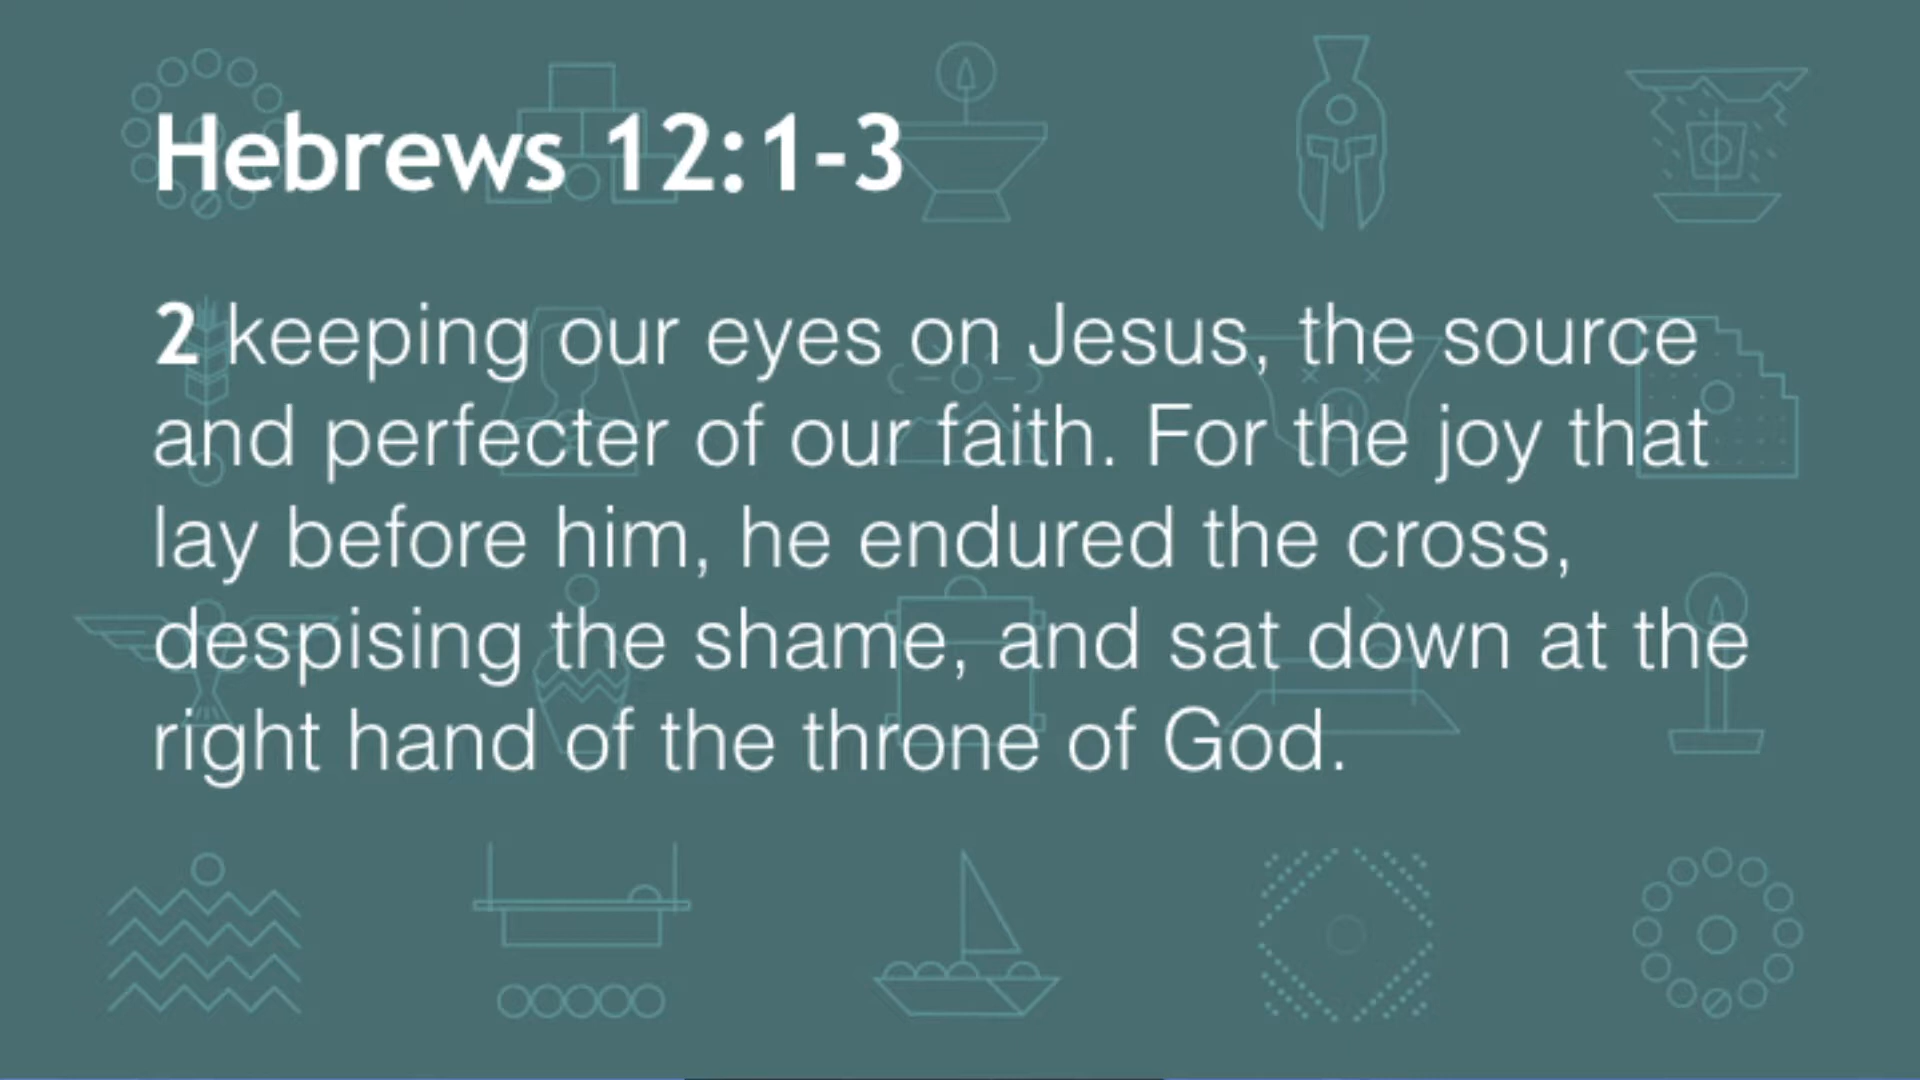 Hebrews 12:1-3
2 keeping our eyes on Jesus, the source
and perfecter of our faith. For the joy that
lay before him, he endured the cross,
despising the shame, and sat down at the
right hand of the throne of God.